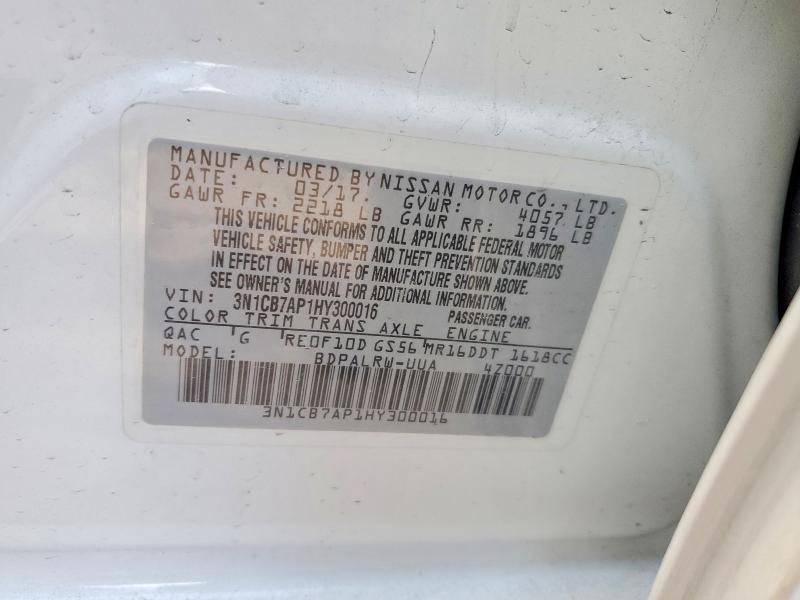 MANUFACTURED BY NISSAN MOTOR CO., LTD.
DATE: 03/17. GVWR: 4057 LB
GAWR FR: 2218 LB GAWR RR: 1896 LB
THIS VEHICLE CONFORMS TO ALL APPLICABLE FEDERAL MOTOR
VEHICLE SAFETY, BUMPER AND THEFT PREVENTION STANDARDS
IN EFFECT ON THE DATE OF MANUFACTURE SHOWN ABOVE.
SEE OWNER'S MANUAL FOR ADDITIONAL INFORMATION.
VIN: 3N1CB7AP1HY300016 PASSENGER CAR.
COLOR TRIM TRANS AXLE ENGINE
QAC G RE0F10D GS56 MR16DDT 1618CC
MODEL: BDPALRW-UUA 4Z000
3N1CB7AP1HY300016